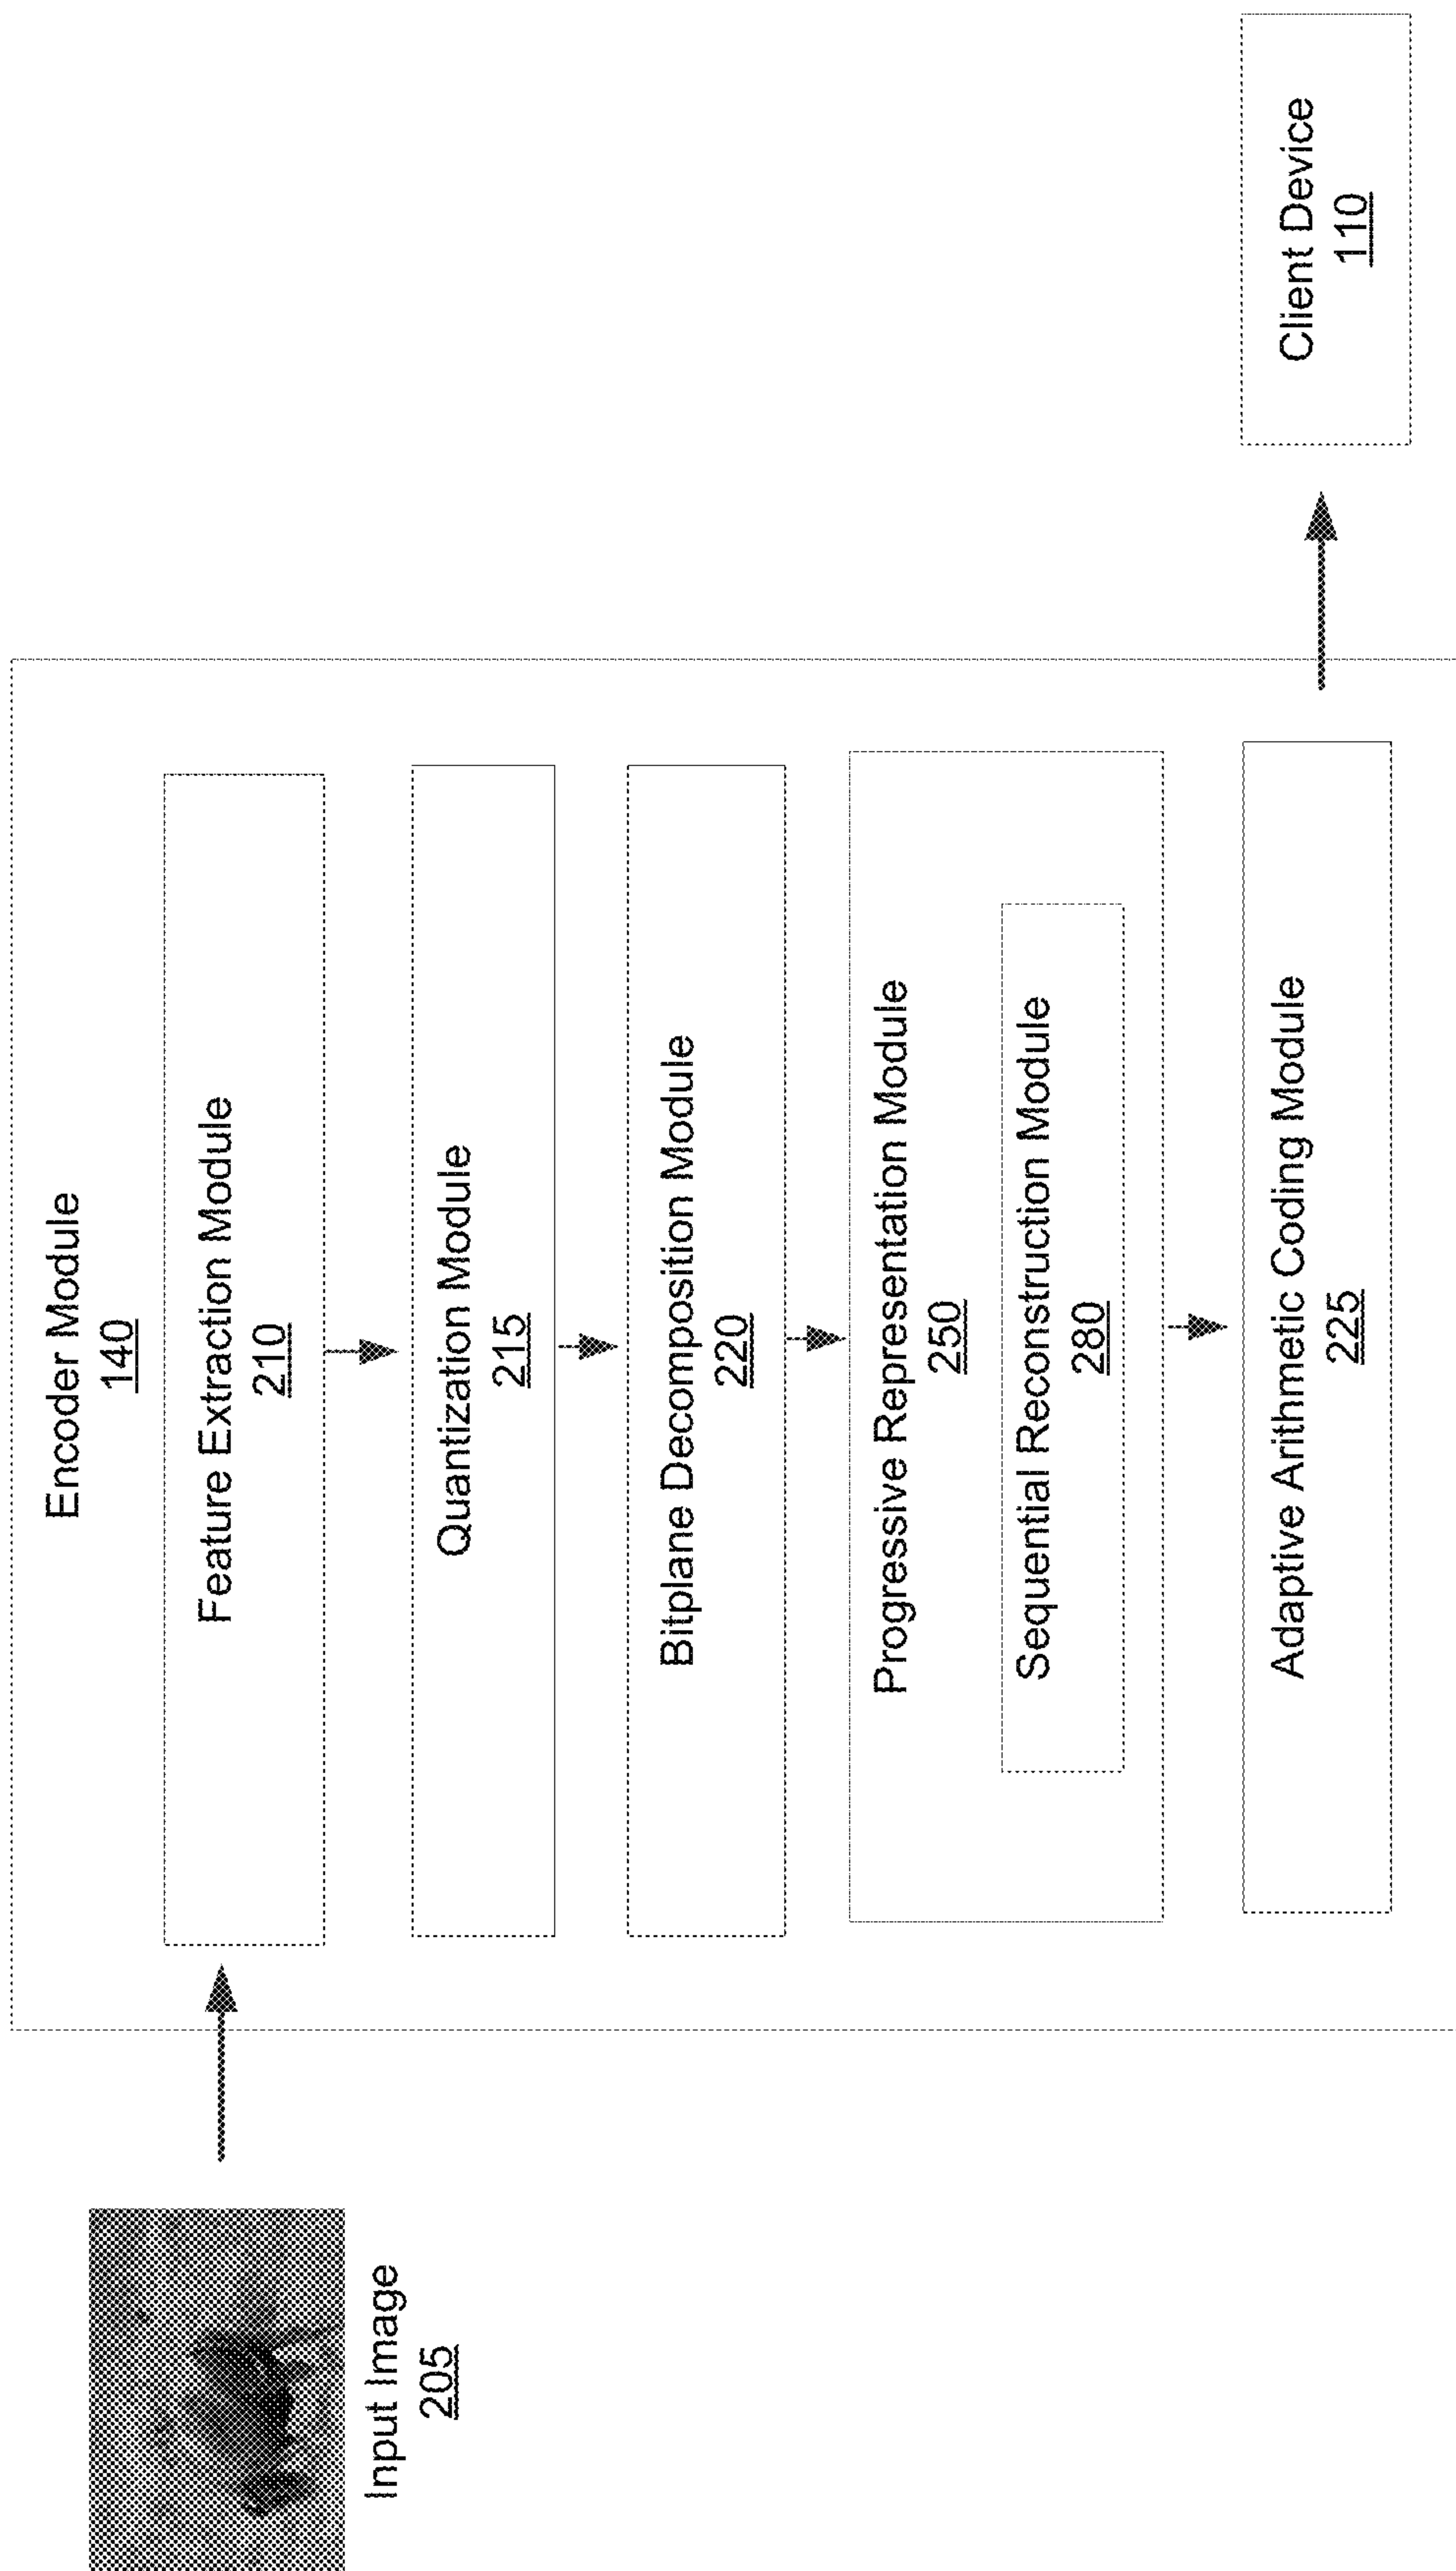 Input Image
205
Encoder Module
140
Feature Extraction Module
210
Quantization Module
215
Bitplane Decomposition Module
220
Progressive Representation Module
250
Sequential Reconstruction Module
280
Adaptive Arithmetic Coding Module
225
Client Device
110